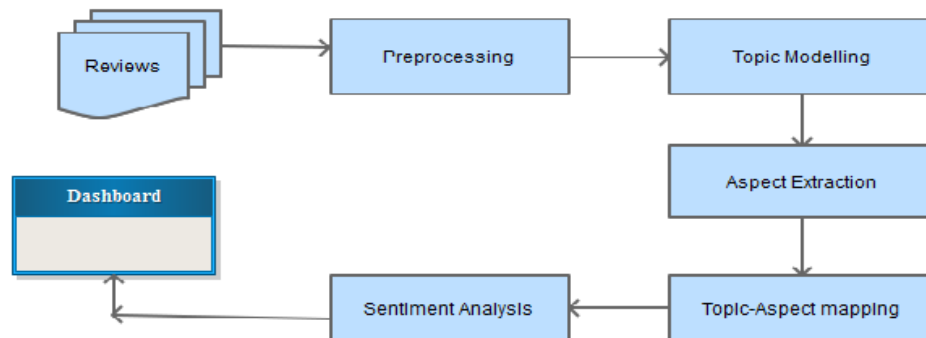 Reviews
Preprocessing
Topic Modelling
Aspect Extraction
Topic-Aspect mapping
Sentiment Analysis
Dashboard